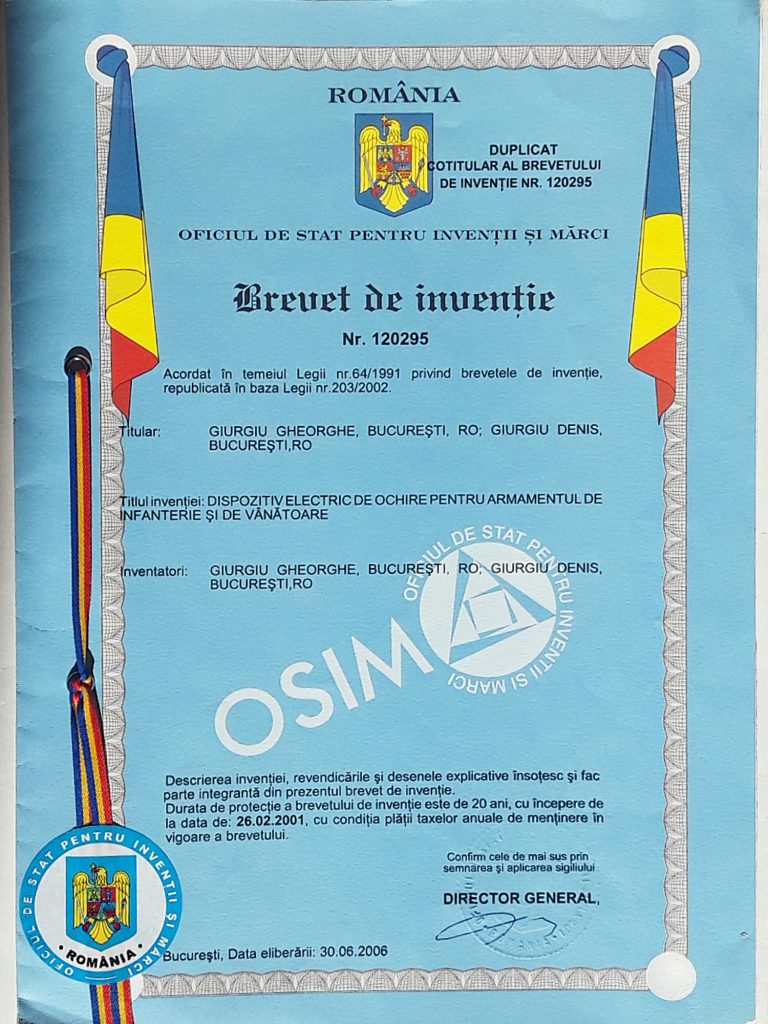 ROMÂNIA
DUPLICAT
COTITULAR AL BREVETULUI
DE INVENȚIE NR. 120295
OFICIUL DE STAT PENTRU INVENȚII ȘI MĂRCI
Brevet de invenție
Nr. 120295
Acordat în temeiul Legii nr.64/1991 privind brevetele de invenție,
republicată în baza Legii nr.203/2002.
Titular: GIURGIU GHEORGHE, BUCUREȘTI, RO; GIURGIU DENIS,
BUCUREȘTI,RO
Titlul invenției: DISPOZITIV ELECTRIC DE OCHIRE PENTRU ARMAMENTUL DE
INFANTERIE ȘI DE VÂNĂTOARE
Inventatori: GIURGIU GHEORGHE, BUCUREȘTI, RO; GIURGIU DENIS,
BUCUREȘTI,RO
OFICIUL DE STAT PENTRU INVENTII SI MARCI
OSIM
Descrierea invenției, revendicările și desenele explicative însoțesc și fac
parte integrantă din prezentul brevet de invenție.
Durata de protecție a brevetului de invenție este de 20 ani, cu începere de
la data de: 26.02.2001, cu condiția plății taxelor anuale de menținere în
vigoare a brevetului.
Confirm cele de mai sus prin
semnarea și aplicarea sigiliului
DIRECTOR GENERAL,
OFICIUL DE STAT PENTRU INVENȚII ȘI MĂRCI
• ROMÂNIA •
București, Data eliberării: 30.06.2006